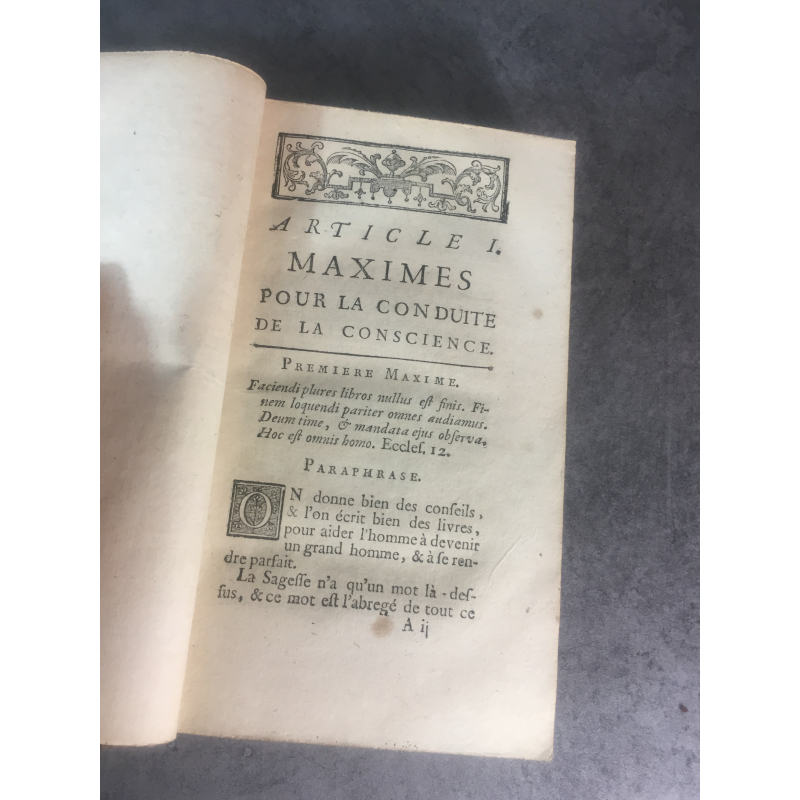 ARTICLE I.
MAXIMES
POUR LA CONDUITE
DE LA CONSCIENCE.
PREMIERE MAXIME.
Faciendi plures libros nullus eſt finis. Fi-
nem loquendi pariter omnes audiamus.
Deum time, & mandata ejus obſerva.
Hoc eſt omnis homo. Eccleſ. 12.
PARAPHRASE.
ON donne bien des conſeils,
& l'on écrit bien des livres,
pour aider l'homme à devenir
un grand homme, & à ſe ren-
dre parfait.
La Sageſſe n'a qu'un mot là-deſ-
ſus, & ce mot eſt l'abregé de tout ce
A ij